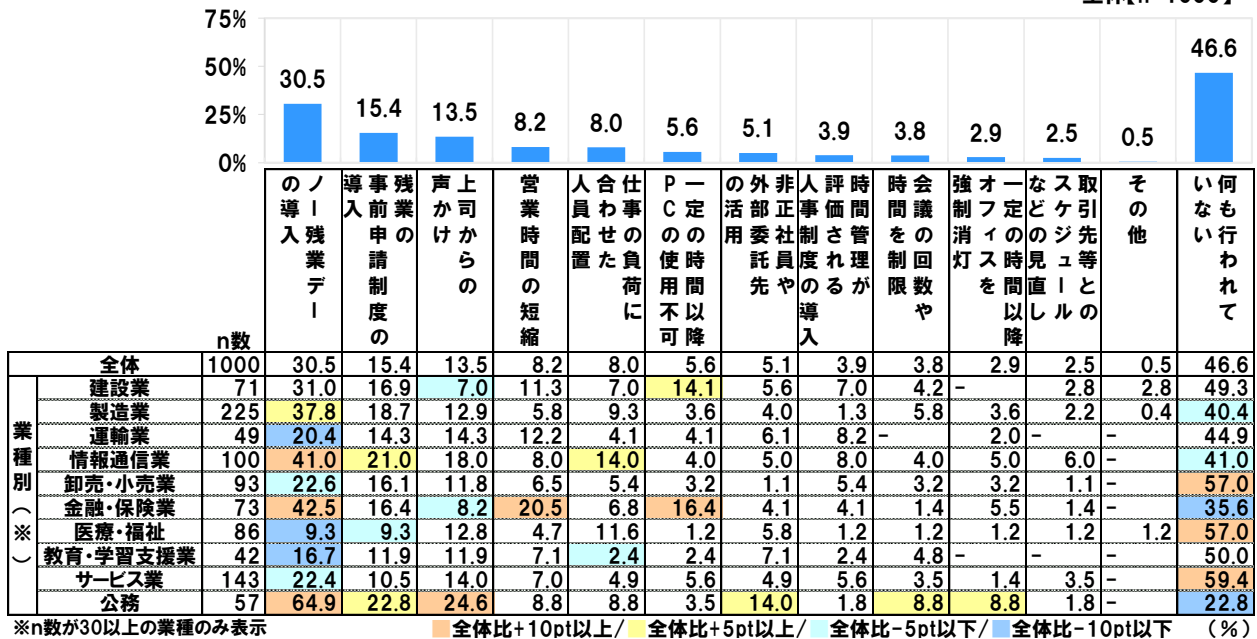 75%
50%
25%
0%
30.5 15.4 13.5 8.2 8.0 5.6 5.1 3.9 3.8 2.9 2.5 0.5 46.6
n数
ノー残業デー
の導入
残業の
事前申請制度の
導入
上司からの
声かけ
営業時間の短縮
仕事の負荷に
合わせた
人員配置
一定の時間以降
PCの使用不可
非正社員や
外部委託先
の活用
時間管理が
評価される
人事制度の導入
会議の回数や
時間を制限
一定の時間以降
オフィスを
強制消灯
取引先等との
スケジュール
などの見直し
その他
何も行われて
いない
全体 1000 30.5 15.4 13.5 8.2 8.0 5.6 5.1 3.9 3.8 2.9 2.5 0.5 46.6
業種別(※)
建設業 71 31.0 16.9 7.0 11.3 7.0 14.1 5.6 7.0 4.2 - 2.8 2.8 49.3
製造業 225 37.8 18.7 12.9 5.8 9.3 3.6 4.0 1.3 5.8 3.6 2.2 0.4 40.4
運輸業 49 20.4 14.3 14.3 12.2 4.1 4.1 6.1 8.2 - 2.0 - - 44.9
情報通信業 100 41.0 21.0 18.0 8.0 14.0 4.0 5.0 8.0 4.0 5.0 6.0 - 41.0
卸売・小売業 93 22.6 16.1 11.8 6.5 5.4 3.2 1.1 5.4 3.2 3.2 1.1 - 57.0
金融・保険業 73 42.5 16.4 8.2 20.5 6.8 16.4 4.1 4.1 1.4 5.5 1.4 - 35.6
医療・福祉 86 9.3 9.3 12.8 4.7 11.6 1.2 5.8 1.2 1.2 1.2 1.2 1.2 57.0
教育・学習支援業 42 16.7 11.9 11.9 7.1 2.4 2.4 7.1 2.4 4.8 - - - 50.0
サービス業 143 22.4 10.5 14.0 7.0 4.9 5.6 4.9 5.6 3.5 1.4 3.5 - 59.4
公務 57 64.9 22.8 24.6 8.8 8.8 3.5 14.0 1.8 8.8 8.8 1.8 - 22.8
※n数が30以上の業種のみ表示 全体比+10pt以上/ 全体比+5pt以上/ 全体比-5pt以下/ 全体比-10pt以下 (%)